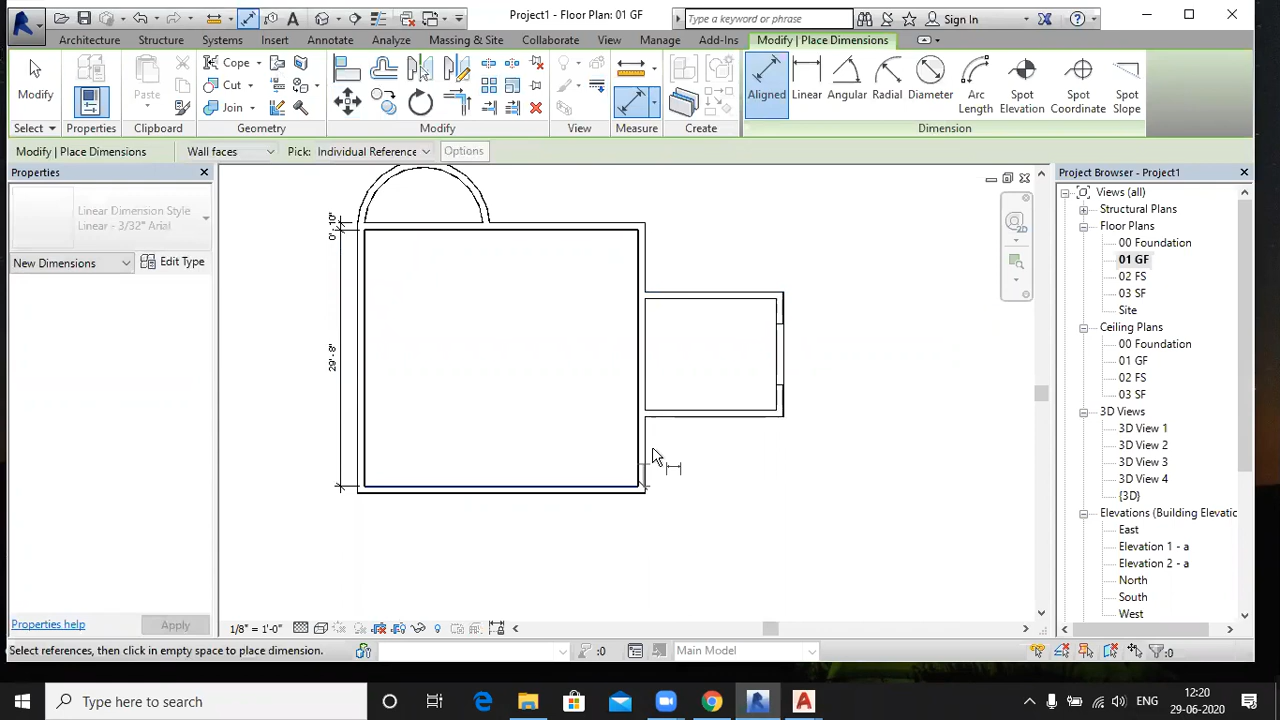 Project1 - Floor Plan: 01 GF
Type a keyword or phrase
Sign In
Architecture Structure Systems Insert Annotate Analyze Massing & Site Collaborate View Manage Add-Ins Modify | Place Dimensions
Modify
Paste
Cope
Cut
Join
Aligned Linear Angular Radial Diameter Arc Length Spot Elevation Spot Coordinate Spot Slope
Select Properties Clipboard Geometry Modify View Measure Create Dimension
Modify | Place Dimensions Wall faces Pick: Individual Reference Options
Properties
Linear Dimension Style
Linear - 3/32" Arial
New Dimensions Edit Type
Properties help Apply
0' 10"
29' - 8"
2D
Project Browser - Project1
Views (all)
Structural Plans
Floor Plans
00 Foundation
01 GF
02 FS
03 SF
Site
Ceiling Plans
00 Foundation
01 GF
02 FS
03 SF
3D Views
3D View 1
3D View 2
3D View 3
3D View 4
{3D}
Elevations (Building Elevatio
East
Elevation 1 - a
Elevation 2 - a
North
South
West
1/8" = 1'-0"
Select references, then click in empty space to place dimension.
:0
Main Model
:0
Type here to search
ENG
12:20
29-06-2020